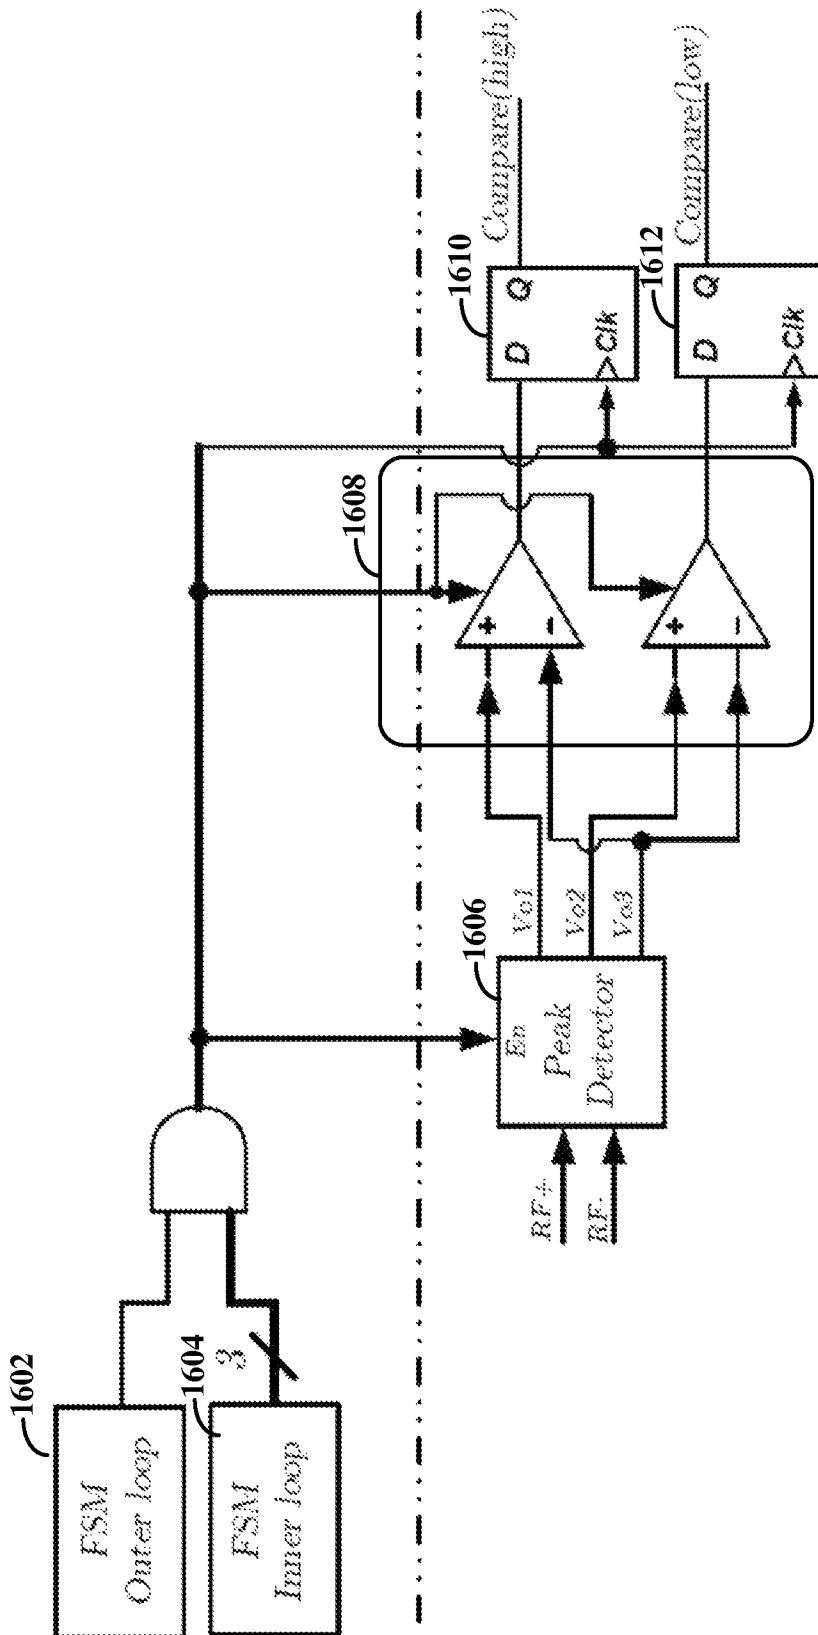 1602
FSM
Outer loop
1604
FSM
Inner loop
3
RF+
RF-
1606
En
Peak
Detector
Vo1
Vo2
Vo3
1608
+
-
+
-
1610
D Q
>Clk
Compare(high)
1612
D Q
>Clk
Compare(low)